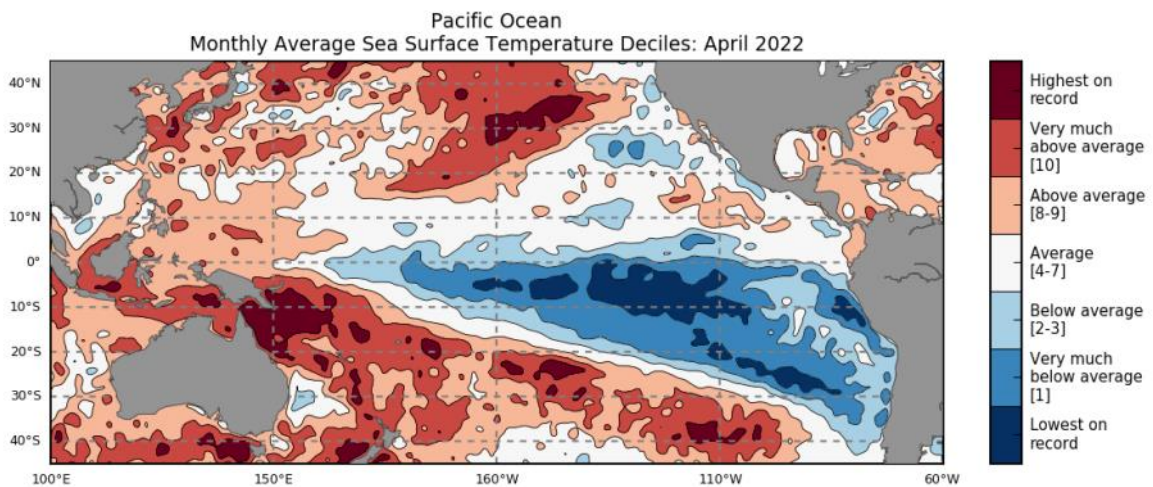 Pacific Ocean
Monthly Average Sea Surface Temperature Deciles: April 2022
40°N
30°N
20°N
10°N
0°
10°S
20°S
30°S
40°S
100°E
150°E
160°W
110°W
60°W
Highest on
record
Very much
above average
[10]
Above average
[8-9]
Average
[4-7]
Below average
[2-3]
Very much
below average
[1]
Lowest on
record